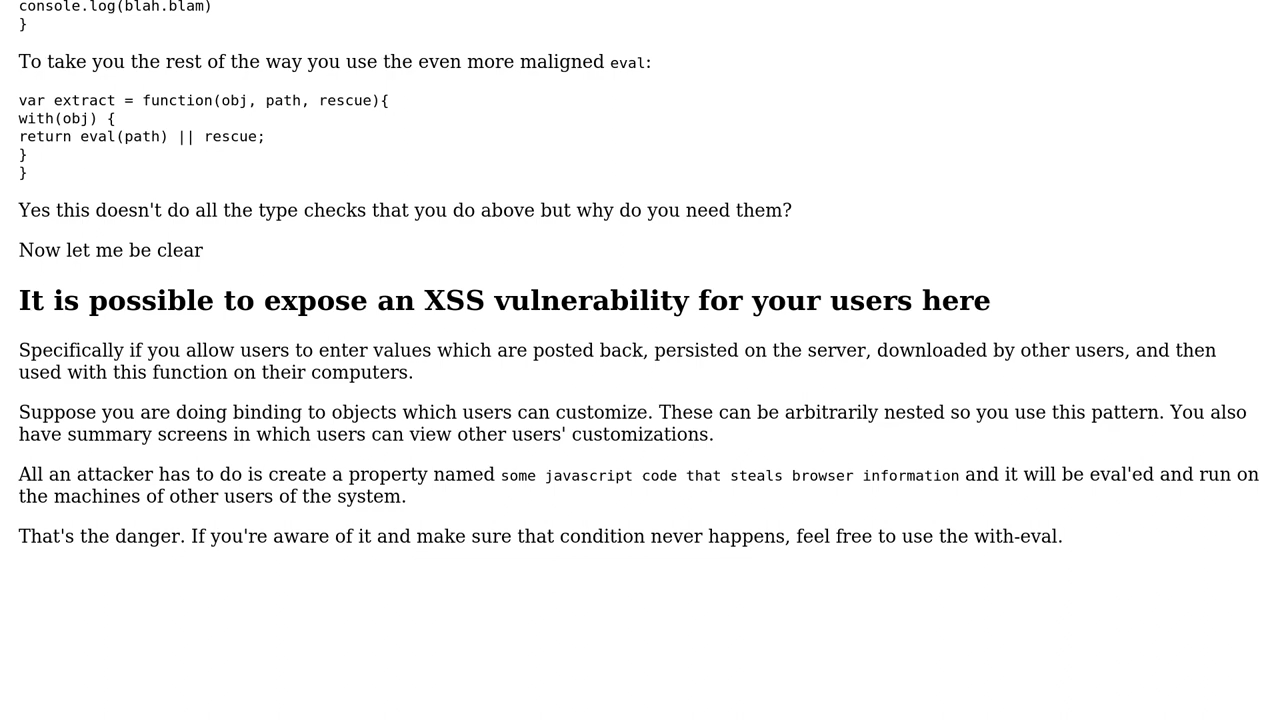 console.log(blah.blam)
}
To take you the rest of the way you use the even more maligned eval:
var extract = function(obj, path, rescue){
with(obj) {
return eval(path) || rescue;
}
}
Yes this doesn't do all the type checks that you do above but why do you need them?
Now let me be clear
It is possible to expose an XSS vulnerability for your users here
Specifically if you allow users to enter values which are posted back, persisted on the server, downloaded by other users, and then
used with this function on their computers.
Suppose you are doing binding to objects which users can customize. These can be arbitrarily nested so you use this pattern. You also
have summary screens in which users can view other users' customizations.
All an attacker has to do is create a property named some javascript code that steals browser information and it will be eval'ed and run on
the machines of other users of the system.
That's the danger. If you're aware of it and make sure that condition never happens, feel free to use the with-eval.